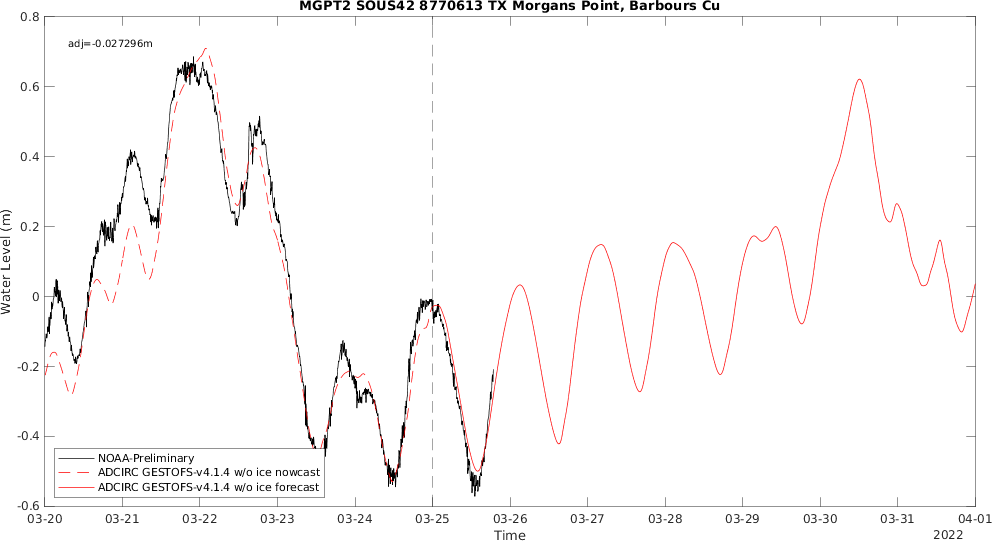 MGPT2 SOUS42 8770613 TX Morgans Point, Barbours Cu
adj=-0.027296m
Water Level (m)
0.8
0.6
0.4
0.2
0
-0.2
-0.4
-0.6
NOAA-Preliminary
ADCIRC GESTOFS-v4.1.4 w/o ice nowcast
ADCIRC GESTOFS-v4.1.4 w/o ice forecast
03-20 03-21 03-22 03-23 03-24 03-25 03-26 03-27 03-28 03-29 03-30 03-31 04-01
Time
2022